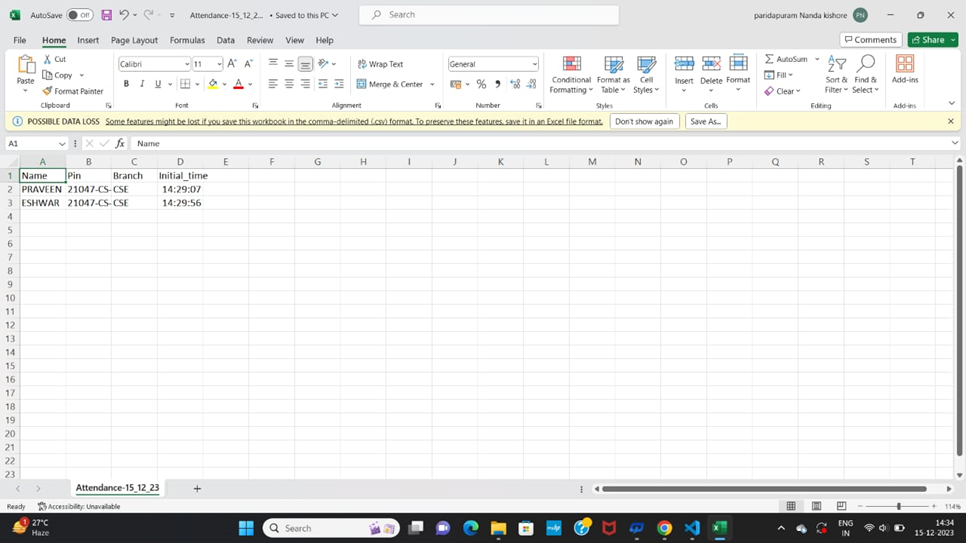 AutoSave Off Attendance-15_12_2... • Saved to this PC Search paridapuram Nanda kishore PN
File Home Insert Page Layout Formulas Data Review View Help Comments Share
Paste Cut Copy Format Painter Clipboard
Calibri 11 B I U Font
Wrap Text Merge & Center Alignment
General % Number
Conditional Formatting Format as Table Cell Styles Styles
Insert Delete Format Cells
AutoSum Fill Clear Sort & Filter Find & Select Editing
Add-ins Add-ins
POSSIBLE DATA LOSS Some features might be lost if you save this workbook in the comma-delimited (.csv) format. To preserve these features, save it in an Excel file format. Don't show again Save As...
A1 fx Name
A B C D E F G H I J K L M N O P Q R S T
1 Name Pin Branch Initial_time
2 PRAVEEN 21047-CS- CSE 14:29:07
3 ESHWAR 21047-CS- CSE 14:29:56
4
5
6
7
8
9
10
11
12
13
14
15
16
17
18
19
20
21
22
23
Attendance-15_12_23
Ready Accessibility: Unavailable 114%
27°C
Haze
Search
ENG
IN
14:34
15-12-2023